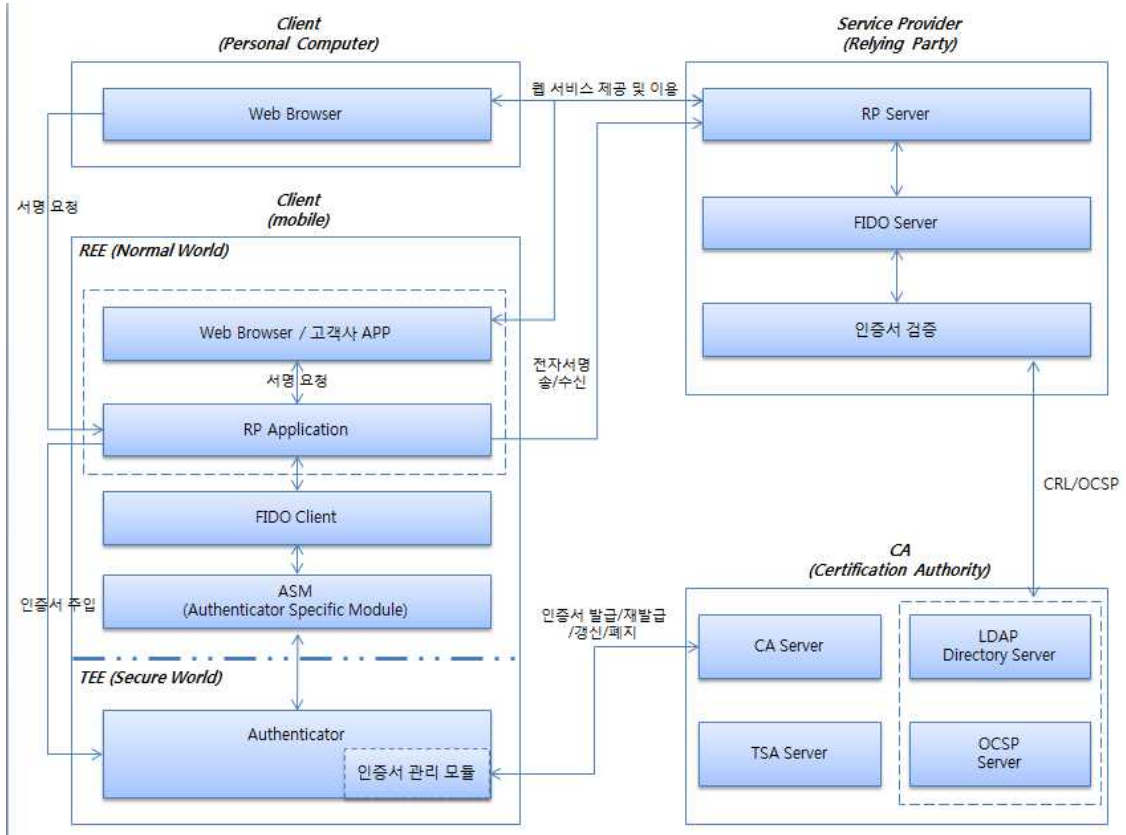 Client
(Personal Computer)
Service Provider
(Relying Party)
Web Browser
웹 서비스 제공 및 이용
RP Server
서명 요청
Client
(mobile)
FIDO Server
REE (Normal World)
Web Browser / 고객사 APP
인증서 검증
서명 요청
전자서명
송/수신
RP Application
CRL/OCSP
FIDO Client
CA
(Certification Authority)
ASM
(Authenticator Specific Module)
인증서 주입
인증서 발급/재발급
/갱신/폐지
CA Server
LDAP
Directory Server
TEE (Secure World)
Authenticator
인증서 관리 모듈
TSA Server
OCSP
Server